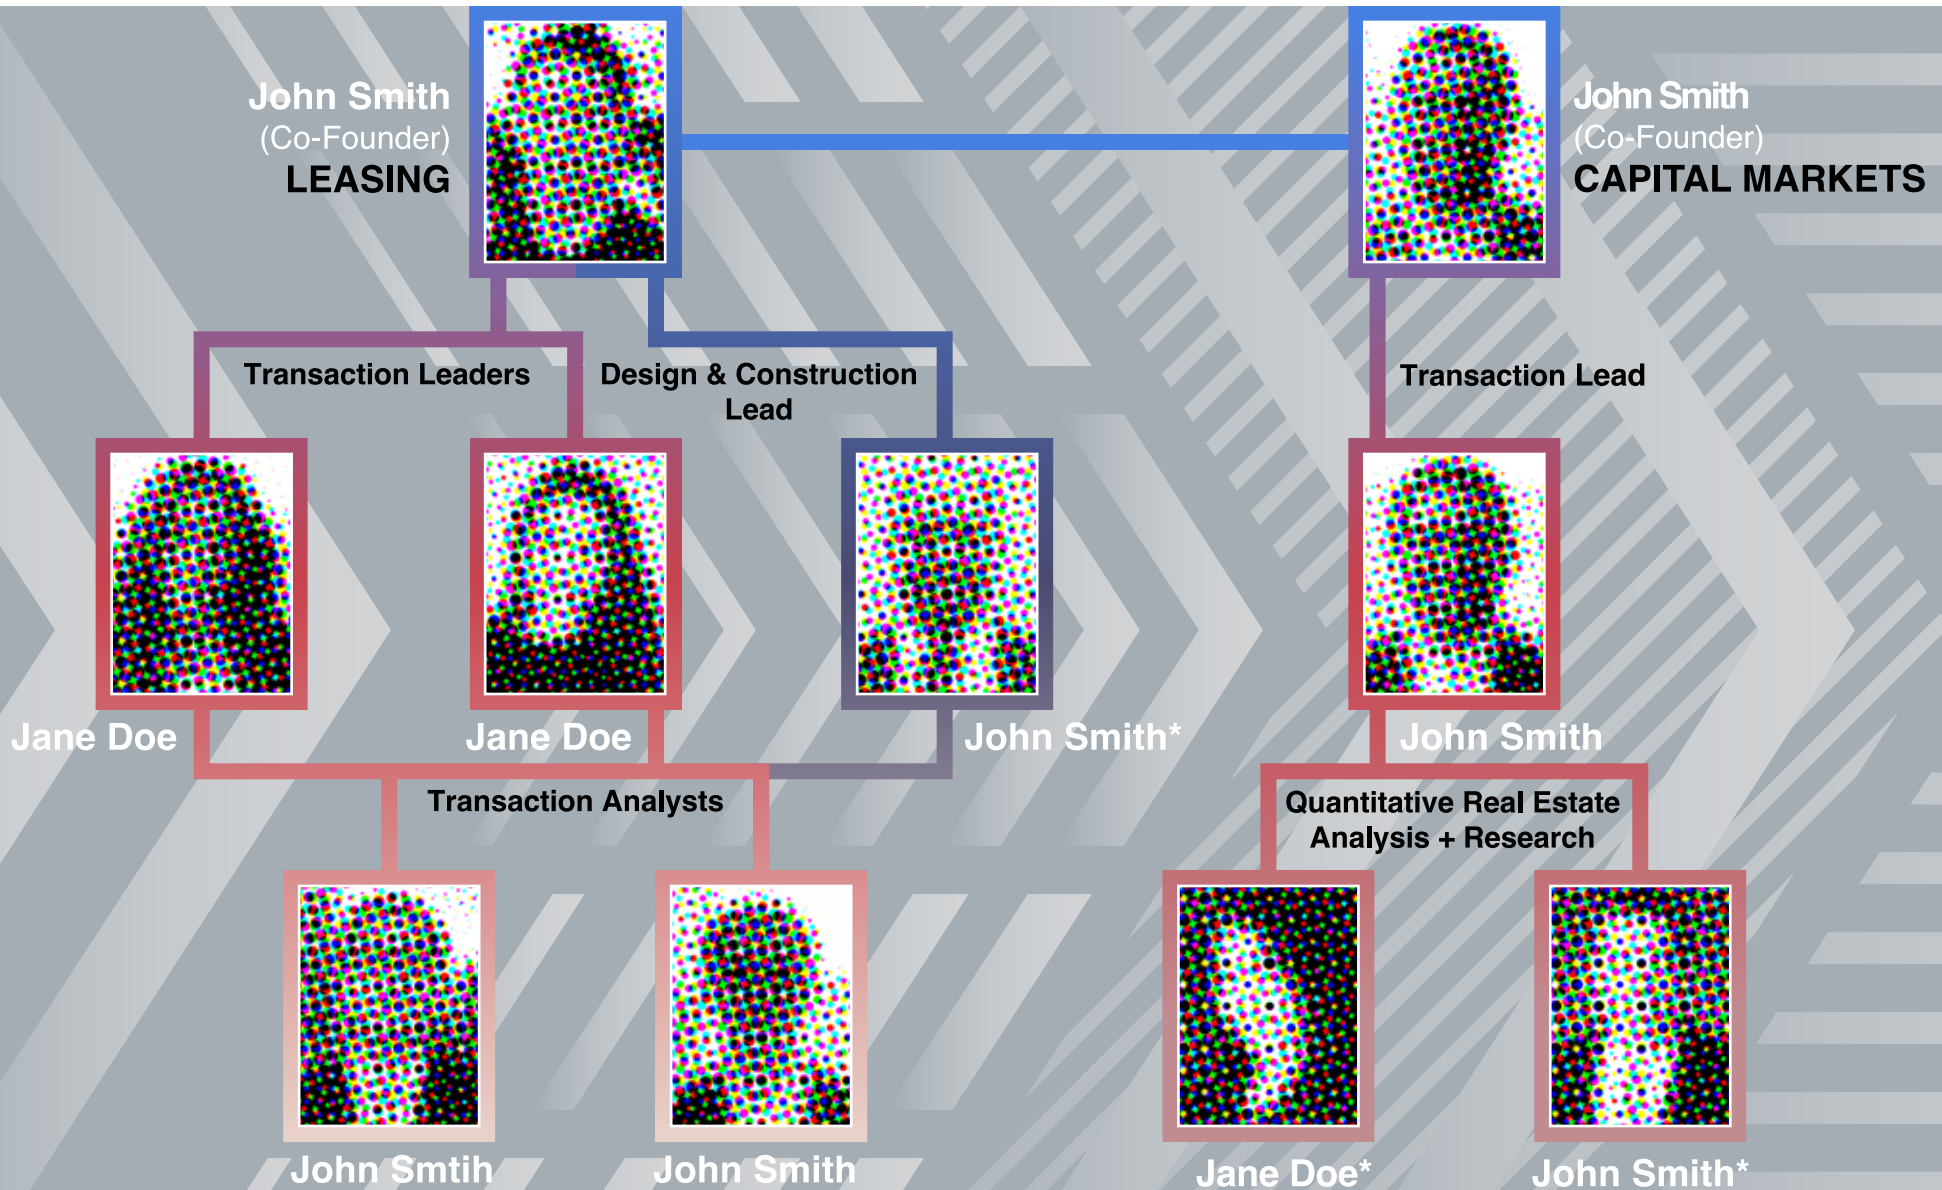 John Smith
(Co-Founder)
LEASING
John Smith
(Co-Founder)
CAPITAL MARKETS
Transaction Leaders
Design & Construction
Lead
Transaction Lead
Jane Doe
Jane Doe
John Smith*
John Smith
Transaction Analysts
Quantitative Real Estate
Analysis + Research
John Smtih
John Smith
Jane Doe*
John Smith*